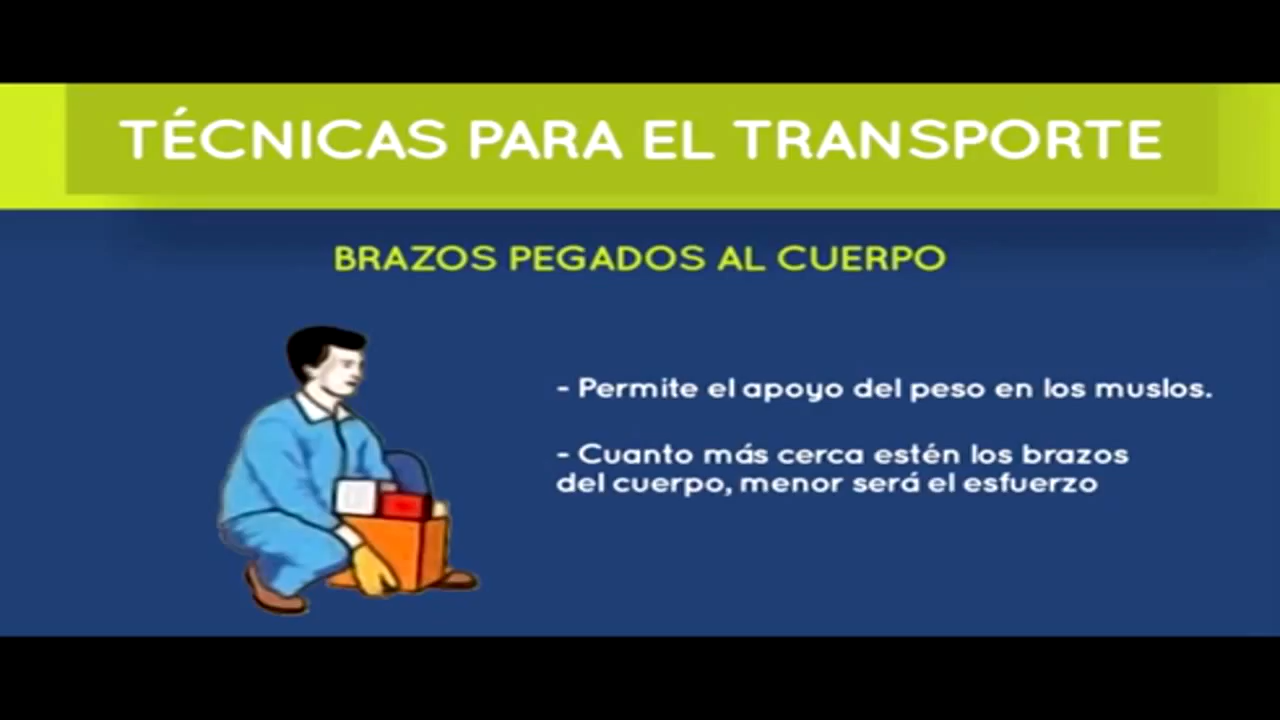 TÉCNICAS PARA EL TRANSPORTE
BRAZOS PEGADOS AL CUERPO
- Permite el apoyo del peso en los muslos.
- Cuanto más cerca estén los brazos
del cuerpo, menor será el esfuerzo